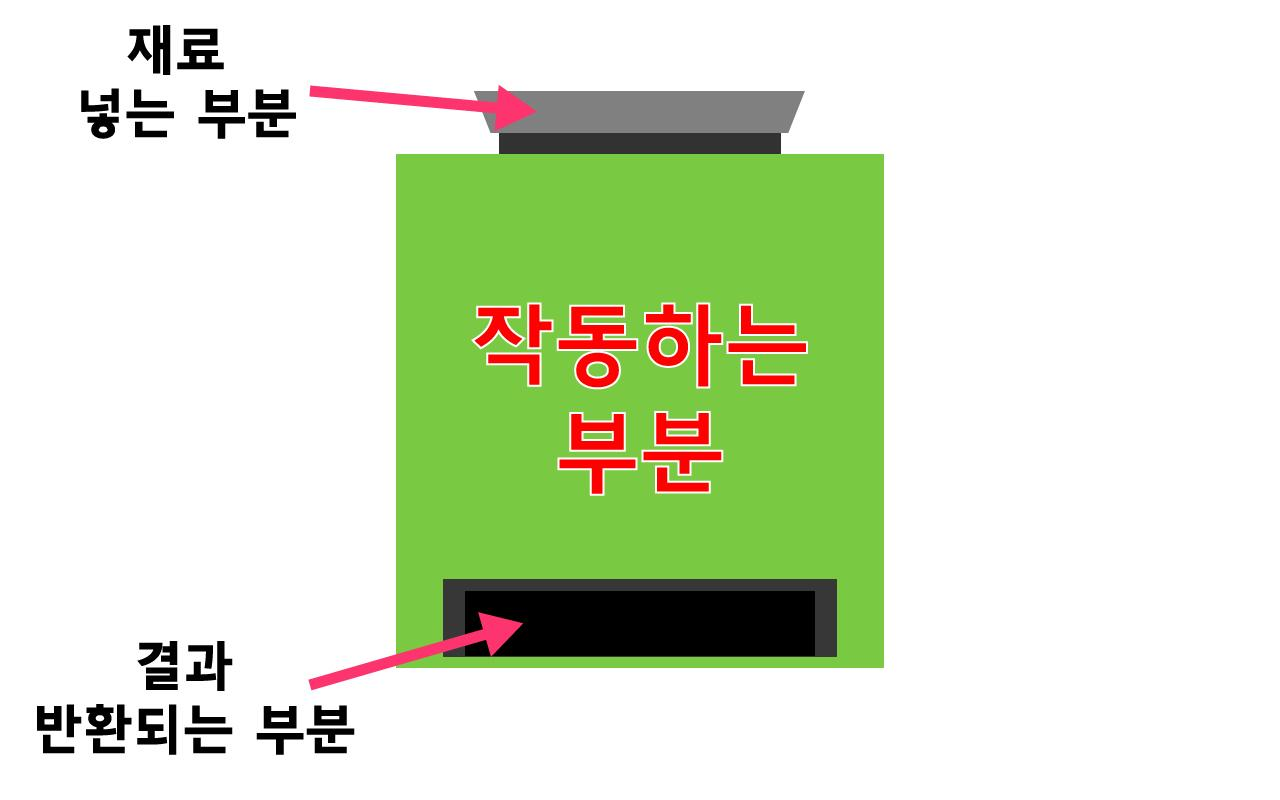 재료
넣는 부분
작동하는
부분
결과
반환되는 부분